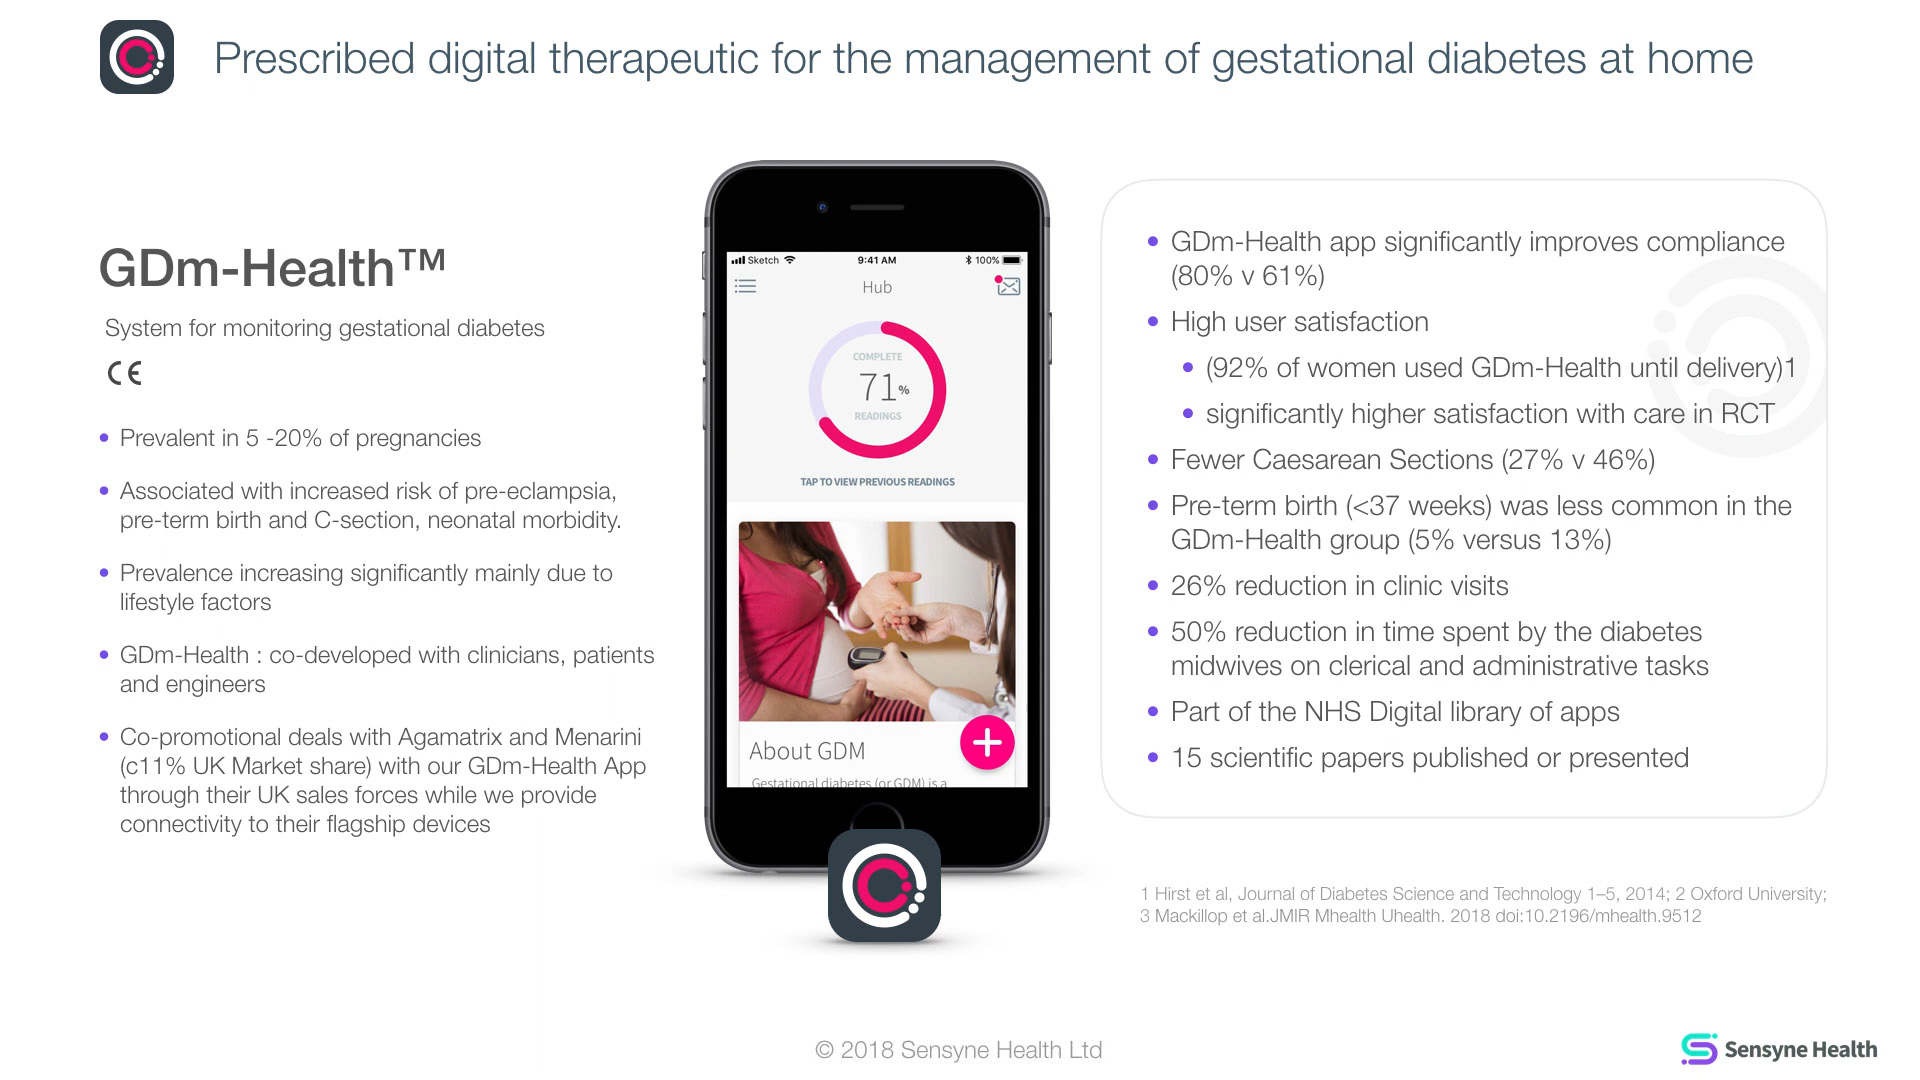 Prescribed digital therapeutic for the management of gestational diabetes at home
GDm-Health™
System for monitoring gestational diabetes
CE
• Prevalent in 5 -20% of pregnancies
• Associated with increased risk of pre-eclampsia,
pre-term birth and C-section, neonatal morbidity.
• Prevalence increasing significantly mainly due to
lifestyle factors
• GDm-Health : co-developed with clinicians, patients
and engineers
• Co-promotional deals with Agamatrix and Menarini
(c11% UK Market share) with our GDm-Health App
through their UK sales forces while we provide
connectivity to their flagship devices
Sketch 9:41 AM 100%
Hub
COMPLETE
71%
READINGS
TAP TO VIEW PREVIOUS READINGS
About GDM
Gestational diabetes (or GDM) is a
• GDm-Health app significantly improves compliance
(80% v 61%)
• High user satisfaction
• (92% of women used GDm-Health until delivery)1
• significantly higher satisfaction with care in RCT
• Fewer Caesarean Sections (27% v 46%)
• Pre-term birth (<37 weeks) was less common in the
GDm-Health group (5% versus 13%)
• 26% reduction in clinic visits
• 50% reduction in time spent by the diabetes
midwives on clerical and administrative tasks
• Part of the NHS Digital library of apps
• 15 scientific papers published or presented
1 Hirst et al, Journal of Diabetes Science and Technology 1–5, 2014; 2 Oxford University;
3 Mackillop et al.JMIR Mhealth Uhealth. 2018 doi:10.2196/mhealth.9512
© 2018 Sensyne Health Ltd
Sensyne Health